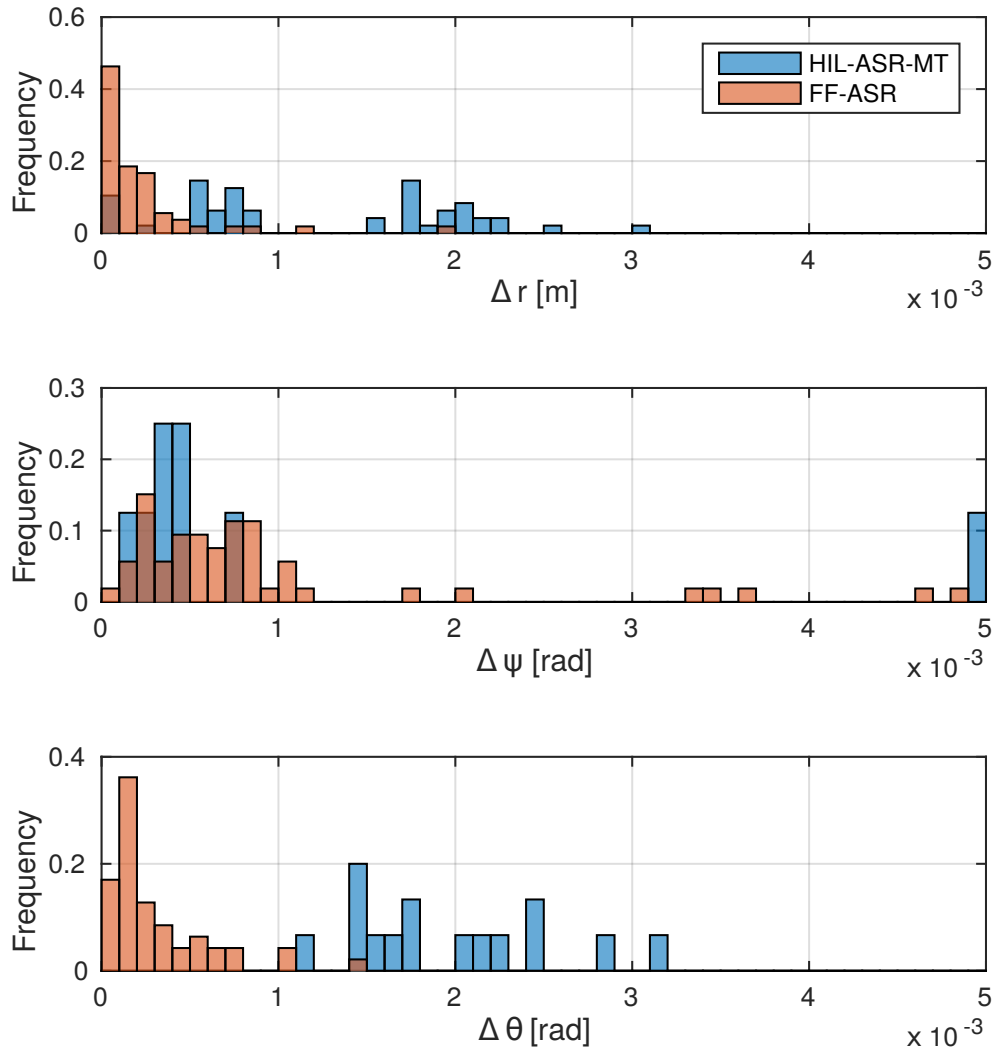 0.6
0.4
0.2
0
Frequency
HIL-ASR-MT
FF-ASR
0 1 2 3 4 5
Δ r [m]
x 10⁻³
0.3
0.2
0.1
0
Frequency
0 1 2 3 4 5
Δ ψ [rad]
x 10⁻³
0.4
0.2
0
Frequency
0 1 2 3 4 5
Δ θ [rad]
x 10⁻³